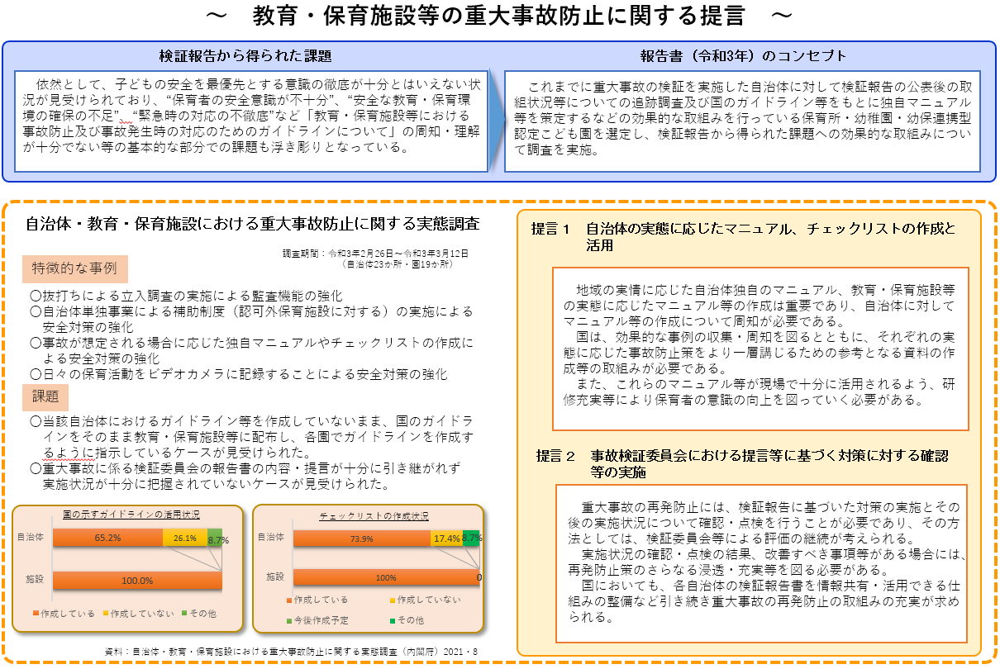 ～　教育・保育施設等の重大事故防止に関する提言　～
検証報告から得られた課題
依然として、子どもの安全を最優先とする意識の徹底が十分とはいえない状
況が見受けられており、“保育者の安全意識が不十分”、“安全な教育・保育環
境の確保の不足”、“緊急時の対応の不徹底”など「教育・保育施設等における
事故防止及び事故発生時の対応のためのガイドラインについて」の周知・理解
が十分でない等の基本的な部分での課題も浮き彫りとなっている。
報告書（令和3年）のコンセプト
これまでに重大事故の検証を実施した自治体に対して検証報告の公表後の取
組状況等についての追跡調査及び国のガイドライン等をもとに独自マニュアル
等を策定するなどの効果的な取組みを行っている保育所・幼稚園・幼保連携型
認定こども園を選定し、検証報告から得られた課題への効果的な取組みについ
て調査を実施。
自治体・教育・保育施設における重大事故防止に関する実態調査
調査期間：令和3年2月26日～令和3年3月12日
（自治体23か所・園19か所）
特徴的な事例
〇抜打ちによる立入調査の実施による監査機能の強化
〇自治体単独事業による補助制度（認可外保育施設に対する）の実施による
安全対策の強化
〇事故が想定される場合に応じた独自マニュアルやチェックリストの作成に
よる安全対策の強化
〇日々の保育活動をビデオカメラに記録することによる安全対策の強化
課題
〇当該自治体におけるガイドライン等を作成していないまま、国のガイドラ
インをそのまま教育・保育施設等に配布し、各園でガイドラインを作成す
るように指示しているケースが見受けられた。
〇重大事故に係る検証委員会の報告書の内容・提言が十分に引き継がれず
実施状況が十分に把握されていないケースが見受けられた。
国の示すガイドラインの活用状況
自治体
65.2%
26.1%
8.7%
施設
100.0%
作成している
作成していない
その他
チェックリストの作成状況
自治体
73.9%
17.4%
8.7%
施設
100%
0
作成している
作成していない
今後作成予定
その他
資料：自治体・教育・保育施設における重大事故防止に関する実態調査（内閣府）2021・8
提言１　自治体の実態に応じたマニュアル、チェックリストの作成と
活用
地域の実情に応じた自治体独自のマニュアル、教育・保育施設等
の実態に応じたマニュアル等の作成は重要であり、自治体に対して
マニュアル等の作成について周知が必要である。
国は、効果的な事例の収集・周知を図るとともに、それぞれの実
態に応じた事故防止策をより一層講じるための参考となる資料の作
成等の取組みが必要である。
また、これらのマニュアル等が現場で十分に活用されるよう、研
修充実等により保育者の意識の向上を図っていく必要がある。
提言２　事故検証委員会における提言等に基づく対策に対する確認
等の実施
重大事故の再発防止には、検証報告に基づいた対策の実施とその
後の実施状況について確認・点検を行うことが必要であり、その方
法としては、検証委員会等による評価の継続が考えられる。
実施状況の確認・点検の結果、改善すべき事項等がある場合には、
再発防止策のさらなる浸透・充実等を図る必要がある。
国においても、各自治体の検証報告書を情報共有・活用できる仕
組みの整備など引き続き重大事故の再発防止の取組みの充実が求め
られる。